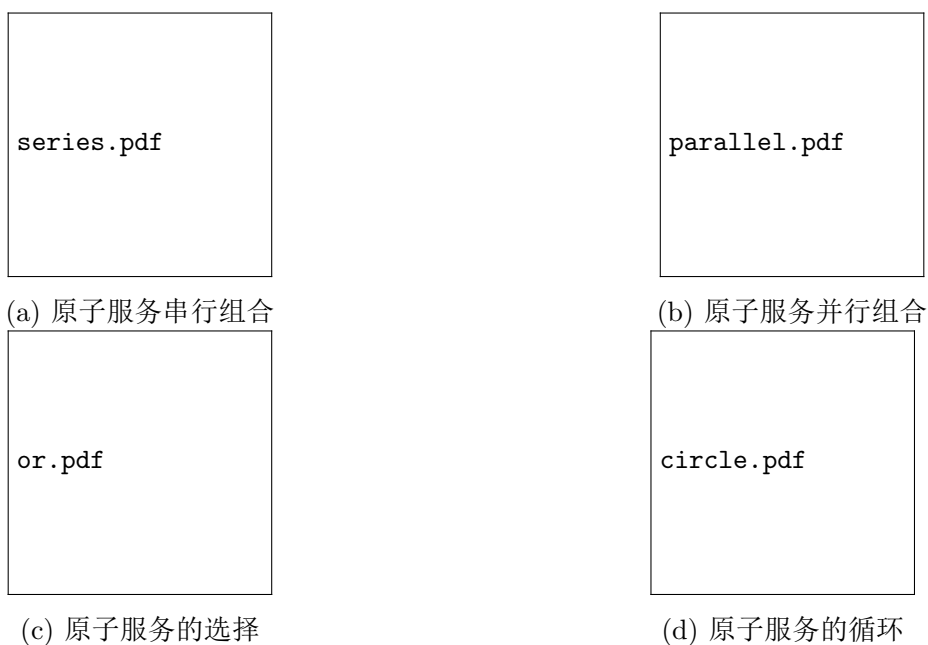 series.pdf
parallel.pdf
(a) 原子服务串行组合
(b) 原子服务并行组合
or.pdf
circle.pdf
(c) 原子服务的选择
(d) 原子服务的循环